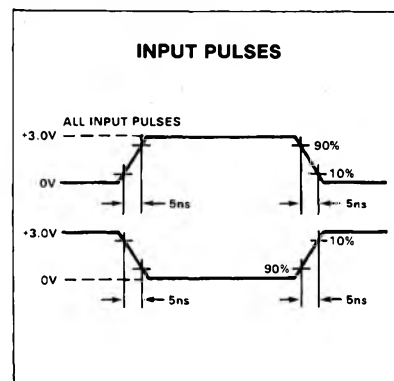 INPUT PULSES
ALL INPUT PULSES
+3.0V
90%
10%
0V
5ns
5ns
+3.0V
10%
90%
0V
5ns
5ns